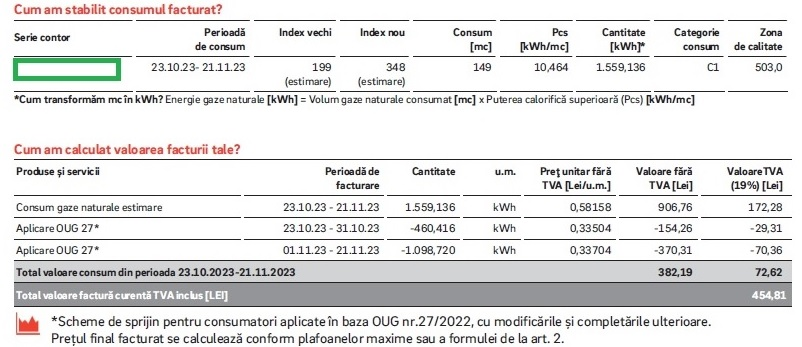 Cum am stabilit consumul facturat?
Serie contor Perioadă de consum Index vechi Index nou Consum [mc] Pcs [kWh/mc] Cantitate [kWh]* Categorie consum Zona de calitate
23.10.23- 21.11.23 199 (estimare) 348 (estimare) 149 10,464 1.559,136 C1 503,0
*Cum transformăm mc în kWh? Energie gaze naturale [kWh] = Volum gaze naturale consumat [mc] x Puterea calorifică superioară (Pcs) [kWh/mc]
Cum am calculat valoarea facturii tale?
Produse și servicii Perioadă de facturare Cantitate u.m. Preț unitar fără TVA [Lei/u.m.] Valoare fără TVA [Lei] Valoare TVA (19%) [Lei]
Consum gaze naturale estimare 23.10.23 - 21.11.23 1.559,136 kWh 0,58158 906,76 172,28
Aplicare OUG 27* 23.10.23 - 31.10.23 -460,416 kWh 0,33504 -154,26 -29,31
Aplicare OUG 27* 01.11.23 - 21.11.23 -1.098,720 kWh 0,33704 -370,31 -70,36
Total valoare consum din perioada 23.10.2023-21.11.2023 382,19 72,62
Total valoare factură curentă TVA inclus [LEI] 454,81
*Scheme de sprijin pentru consumatori aplicate în baza OUG nr.27/2022, cu modificările și completările ulterioare.
Prețul final facturat se calculează conform plafoanelor maxime sau a formulei de la art. 2.